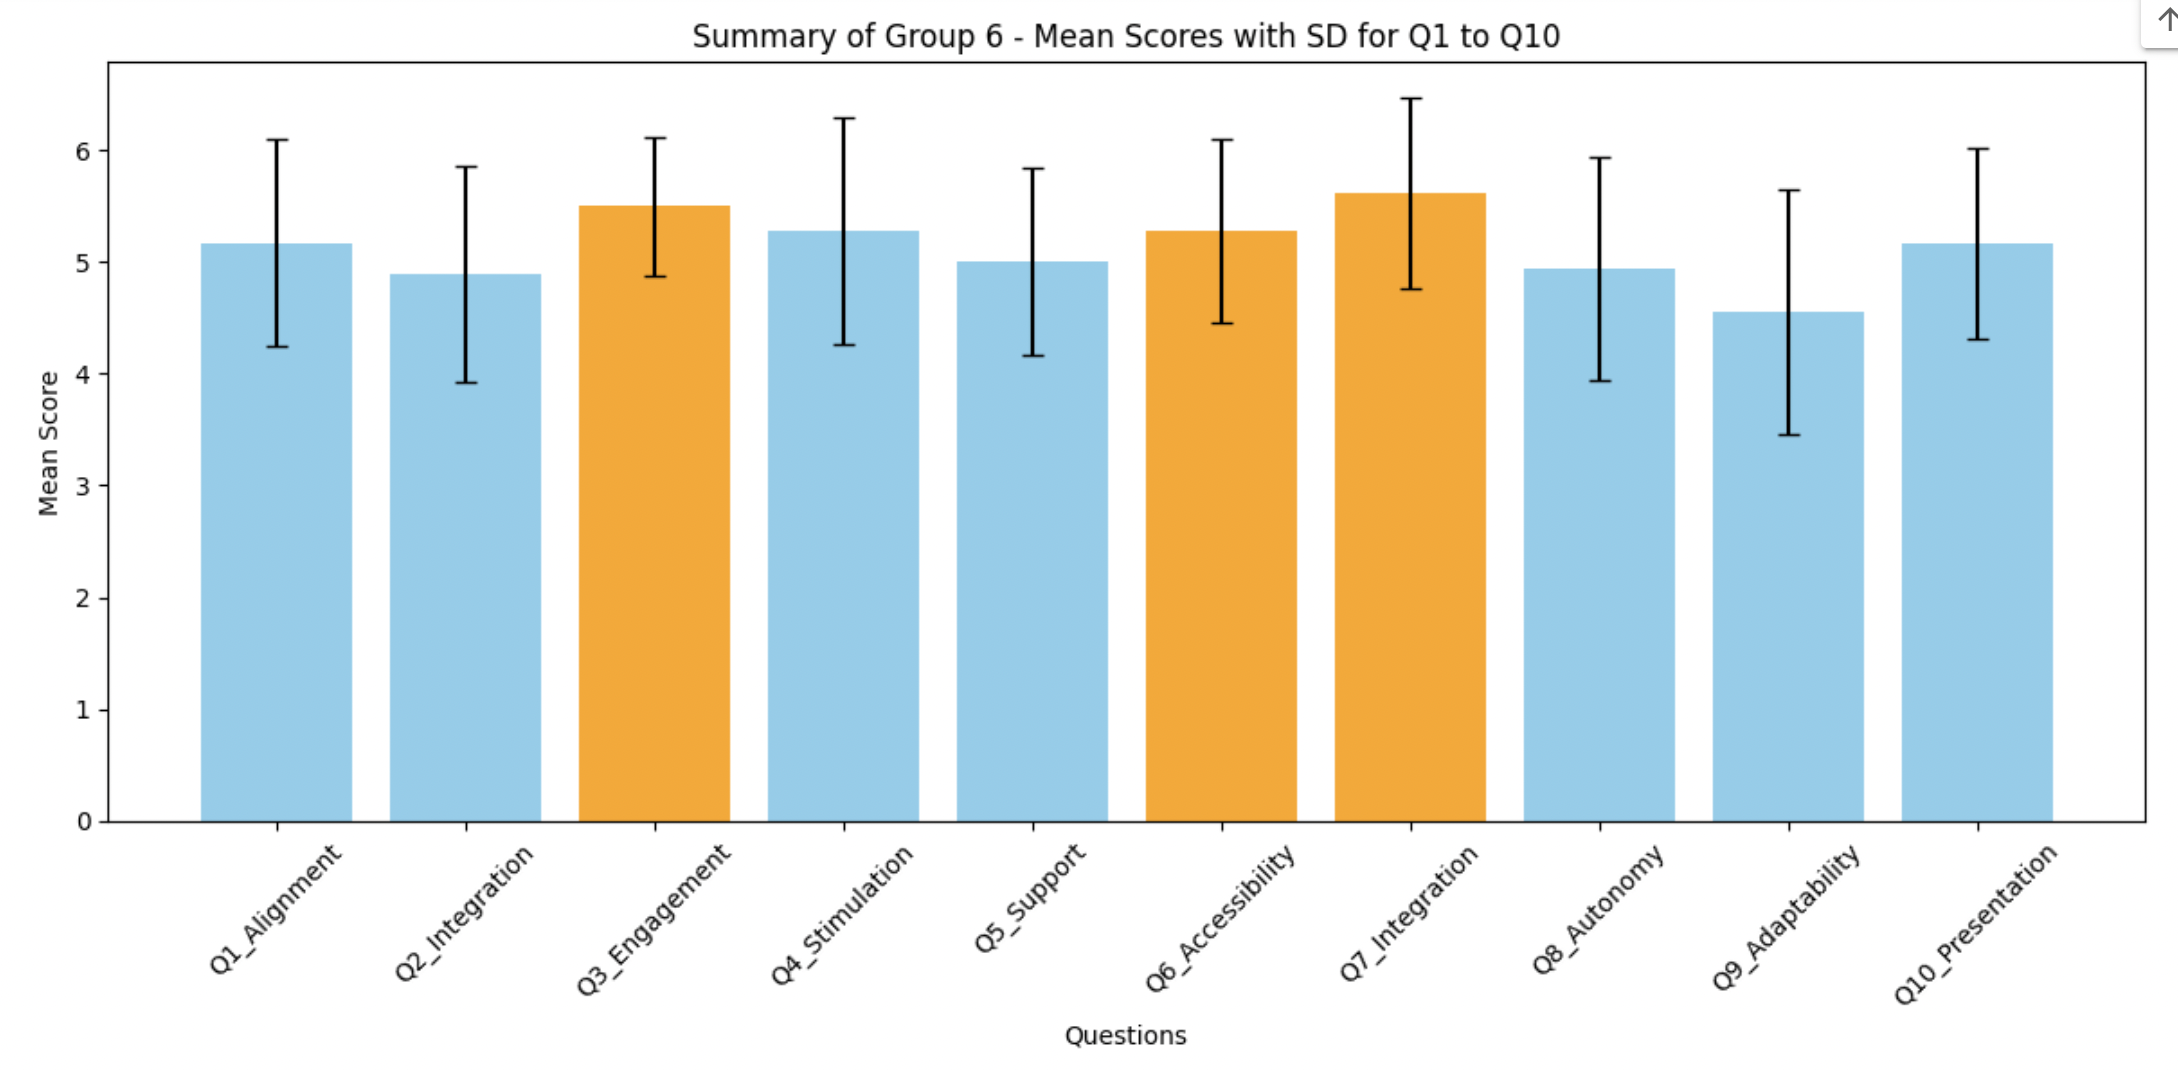 Summary of Group 6 - Mean Scores with SD for Q1 to Q10
Mean Score
6
5
4
3
2
1
0
Q1_Alignment
Q2_Integration
Q3_Engagement
Q4_Stimulation
Q5_Support
Q6_Accessibility
Q7_Integration
Q8_Autonomy
Q9_Adaptability
Q10_Presentation
Questions